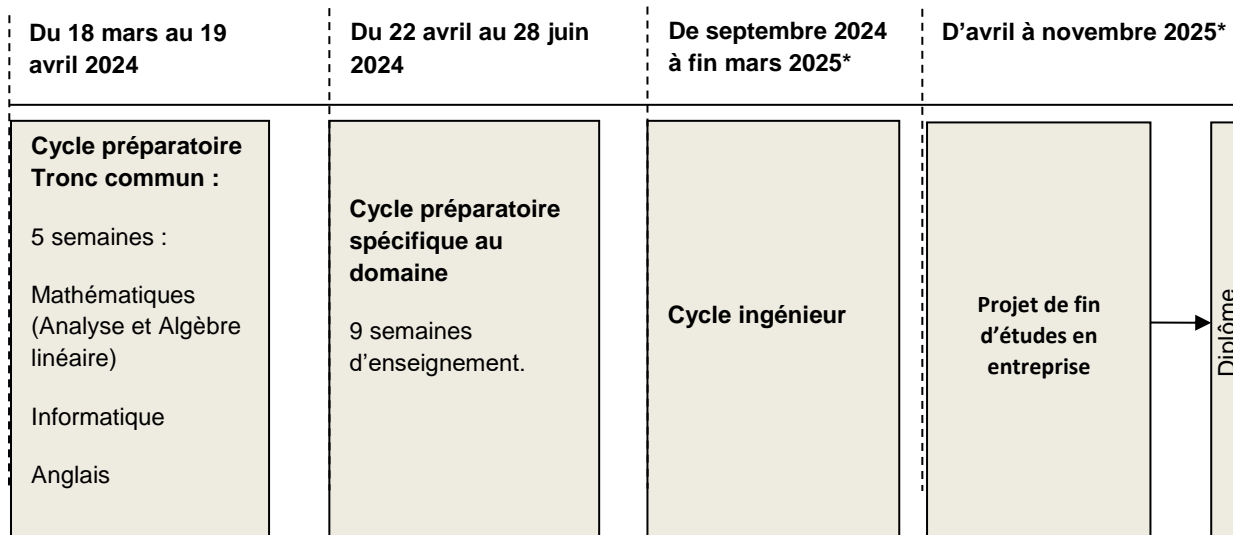 Du 18 mars au 19
avril 2024
Du 22 avril au 28 juin
2024
De septembre 2024
à fin mars 2025*
D’avril à novembre 2025*
Cycle préparatoire
Tronc commun :
5 semaines :
Mathématiques
(Analyse et Algèbre
linéaire)
Informatique
Anglais
Cycle préparatoire
spécifique au
domaine
9 semaines
d’enseignement.
Cycle ingénieur
Projet de fin
d’études en
entreprise
Diplôme